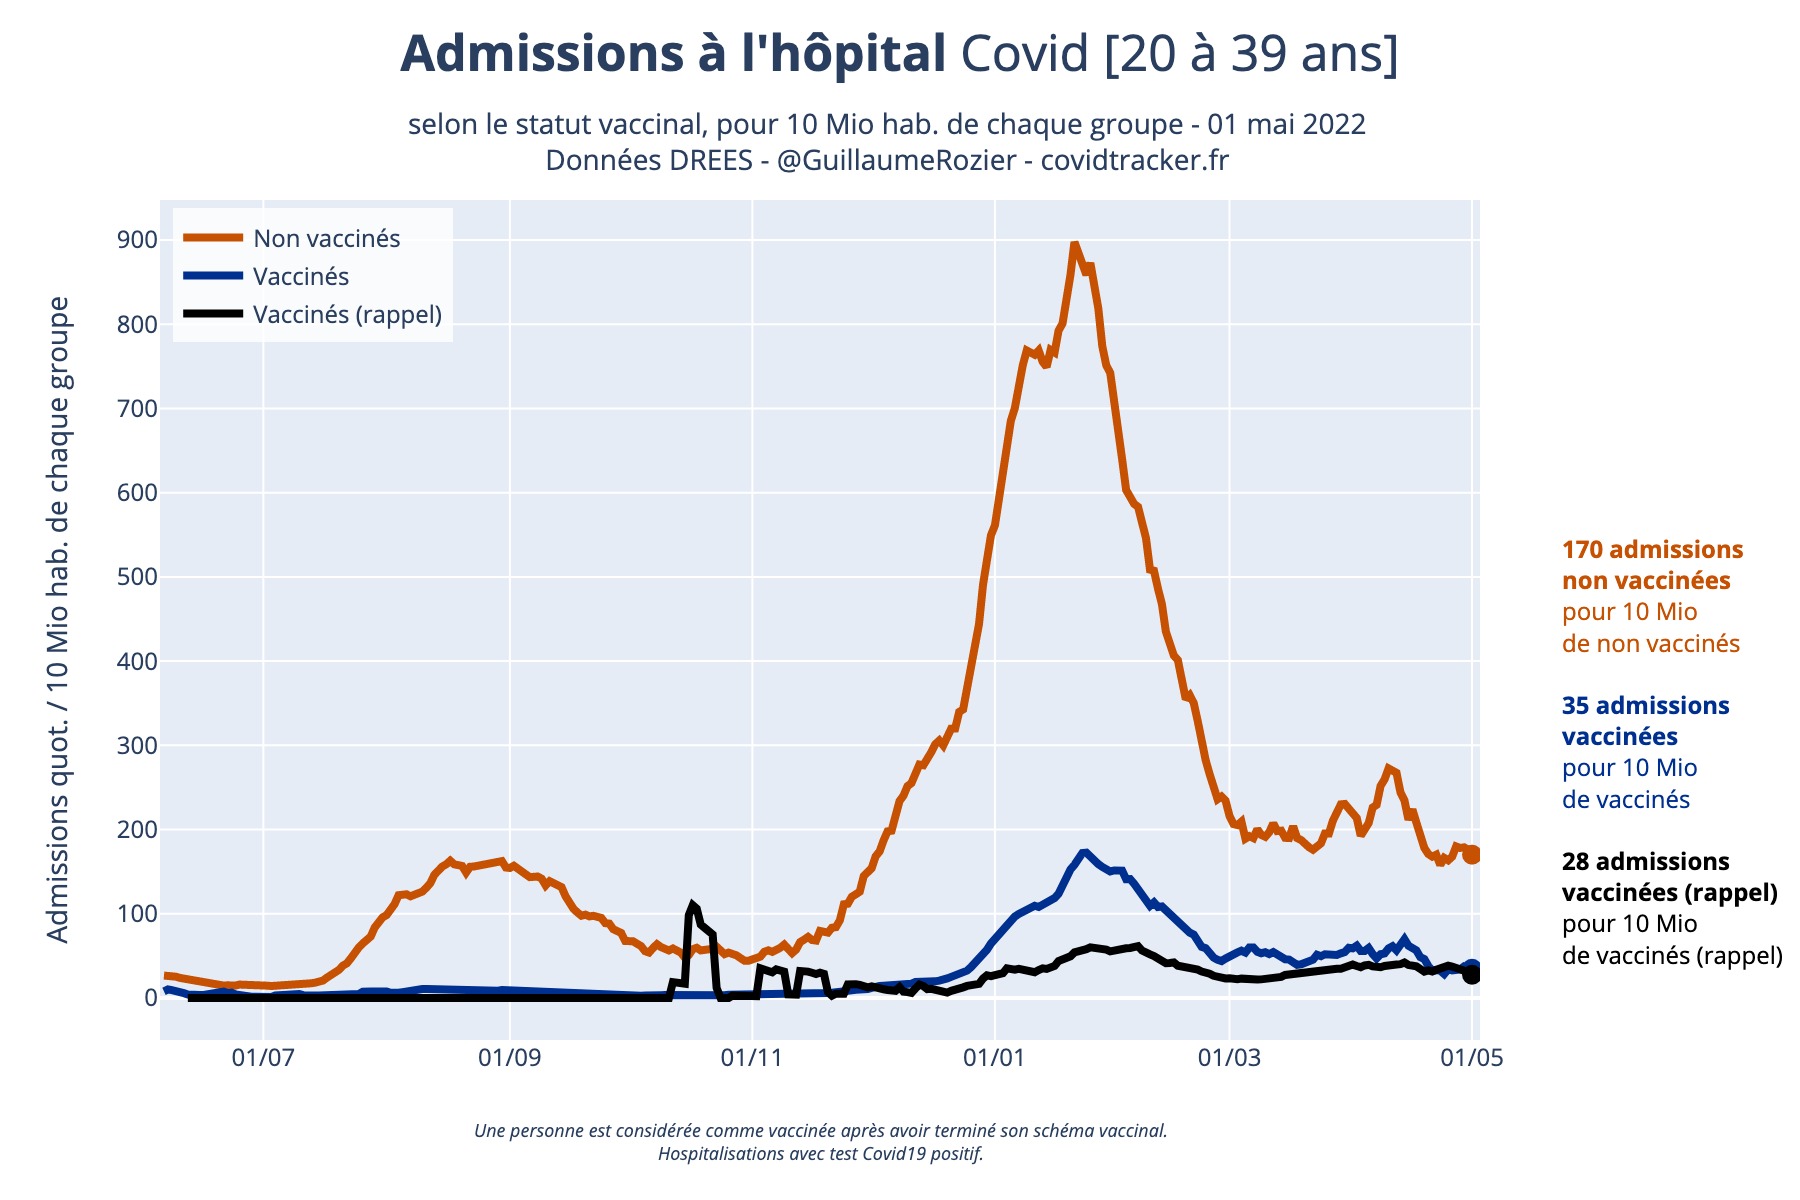 Admissions à l'hôpital Covid [20 à 39 ans]
selon le statut vaccinal, pour 10 Mio hab. de chaque groupe - 01 mai 2022
Données DREES - @GuillaumeRozier - covidtracker.fr
Admissions quot. / 10 Mio hab. de chaque groupe
Non vaccinés
Vaccinés
Vaccinés (rappel)
900
800
700
600
500
400
300
200
100
0
01/07
01/09
01/11
01/01
01/03
01/05
170 admissions
non vaccinées
pour 10 Mio
de non vaccinés
35 admissions
vaccinées
pour 10 Mio
de vaccinés
28 admissions
vaccinées (rappel)
pour 10 Mio
de vaccinés (rappel)
Une personne est considérée comme vaccinée après avoir terminé son schéma vaccinal.
Hospitalisations avec test Covid19 positif.